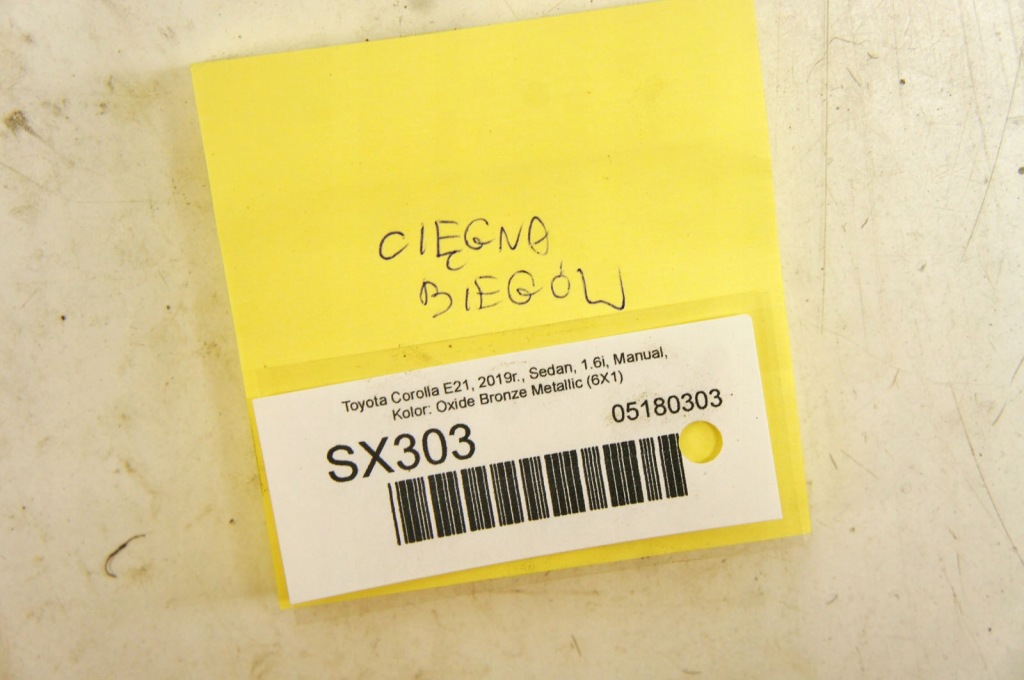 CIĘGNA
BIEGÓW
Toyota Corolla E21, 2019r., Sedan, 1.6i, Manual,
Kolor: Oxide Bronze Metallic (6X1)
SX303 05180303